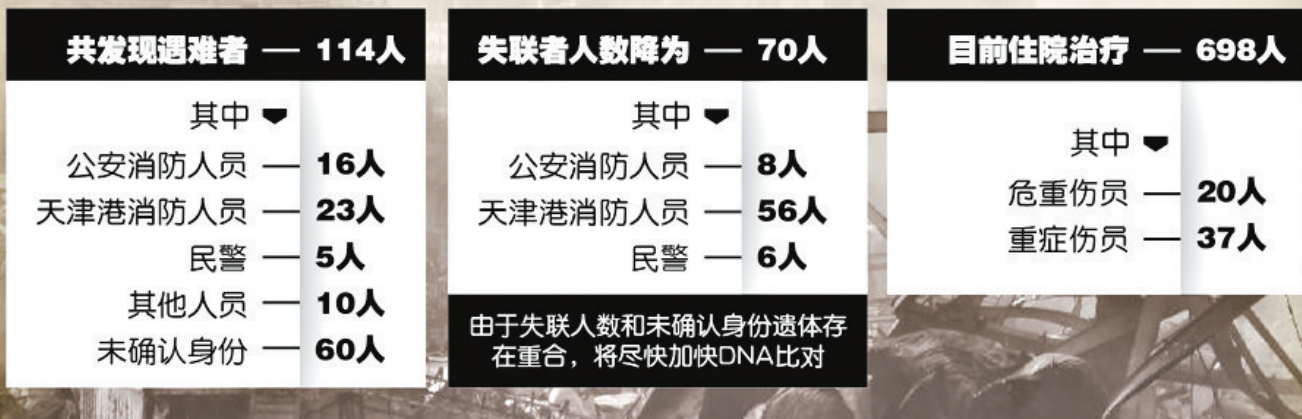 共发现遇难者 — 114人
其中
公安消防人员 — 16人
天津港消防人员 — 23人
民警 — 5人
其他人员 — 10人
未确认身份 — 60人
失联者人数降为 — 70人
其中
公安消防人员 — 8人
天津港消防人员 — 56人
民警 — 6人
由于失联人数和未确认身份遗体存
在重合，将尽快加快DNA比对
目前住院治疗 — 698人
其中
危重伤员 — 20人
重症伤员 — 37人